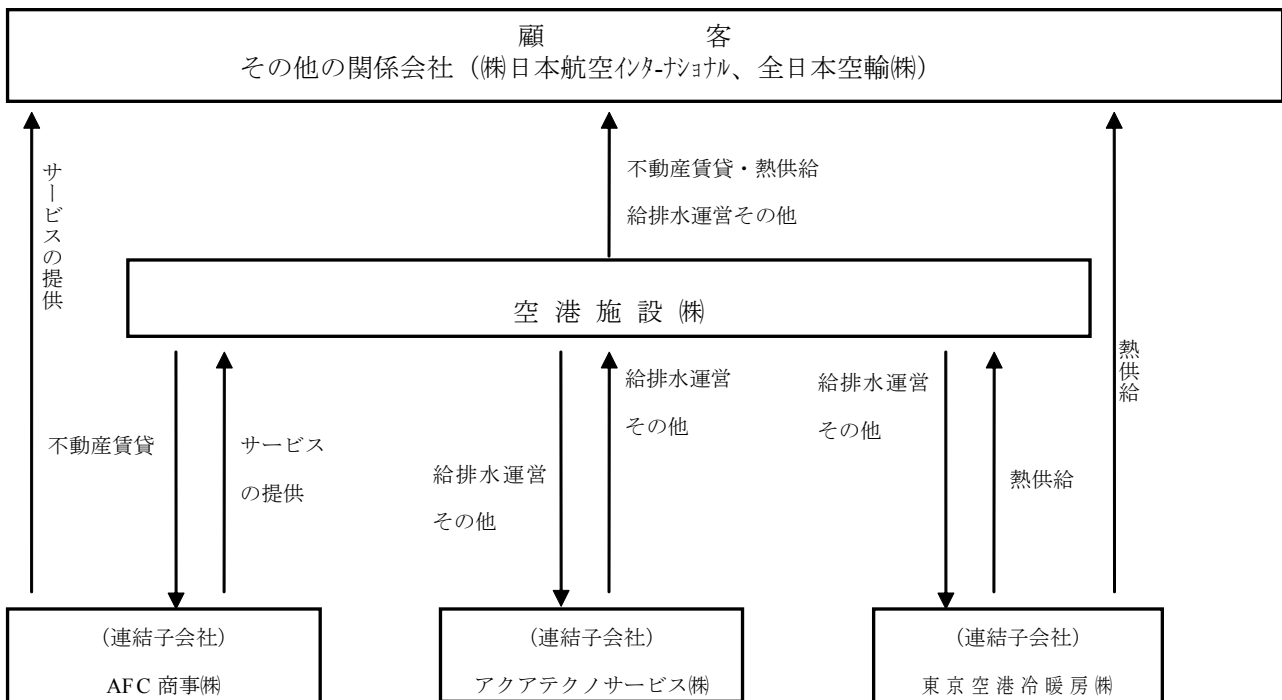 顧　　　　客
その他の関係会社（㈱日本航空ｲﾝﾀｰﾅｼｮﾅﾙ、全日本空輸㈱）
サービスの提供
不動産賃貸・熱供給
給排水運営その他
空 港 施 設 ㈱
熱供給
不動産賃貸
サービス
の提供
給排水運営
その他
給排水運営
その他
給排水運営
その他
熱供給
(連結子会社)
AFC 商事㈱
(連結子会社)
アクアテクノサービス㈱
(連結子会社)
東 京 空 港 冷 暖 房 ㈱